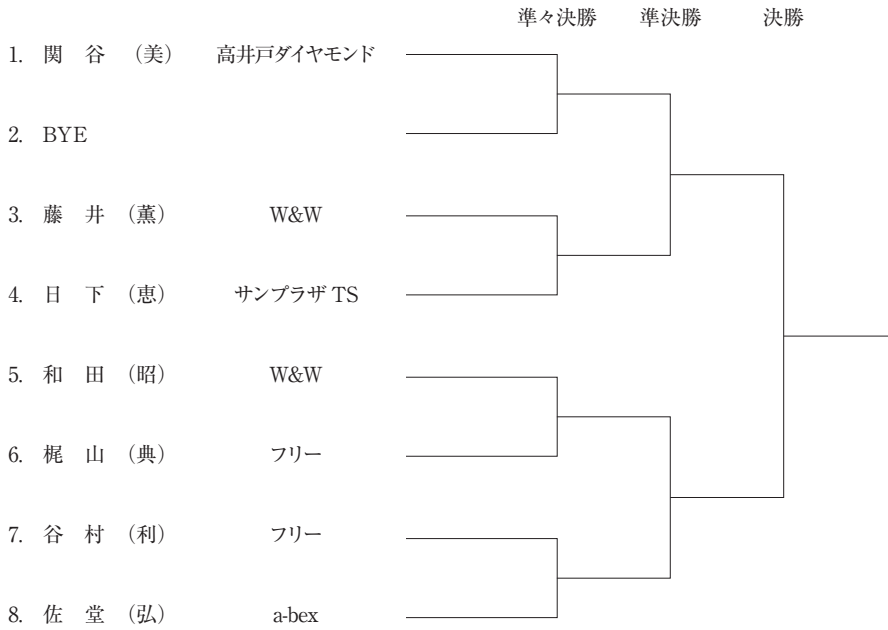 準々決勝 準決勝 決勝
1. 関 谷 （美） 高井戸ダイヤモンド
2. BYE
3. 藤 井 （薫） W&W
4. 日 下 （恵） サンプラザ TS
5. 和 田 （昭） W&W
6. 梶 山 （典） フリー
7. 谷 村 （利） フリー
8. 佐 堂 （弘） a-bex